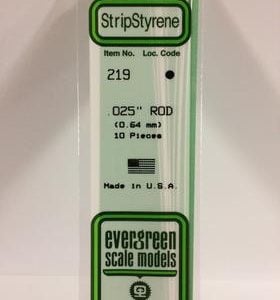 StripStyrene
Item No. Loc. Code
219
.025" ROD
(0.64 mm)
10 Pieces
Made in U.S.A.
evergreen
scale models